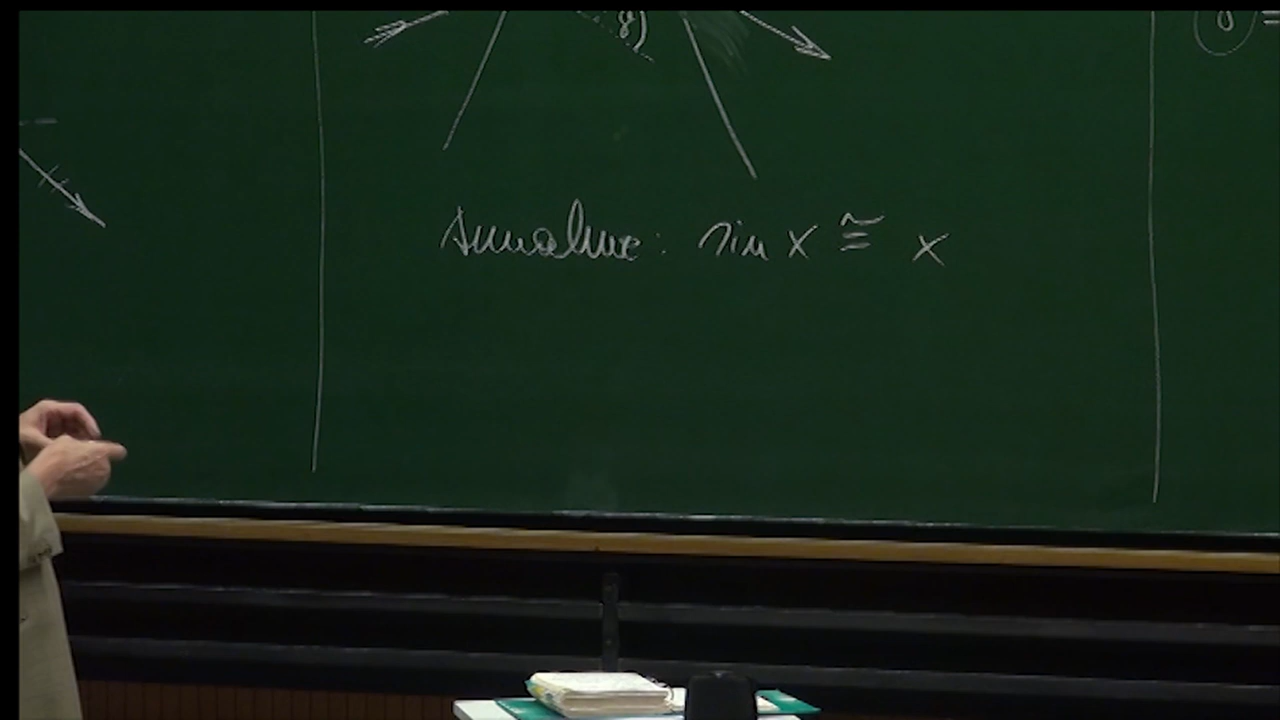 γ)
γ
Annahme: sin x ≅ x